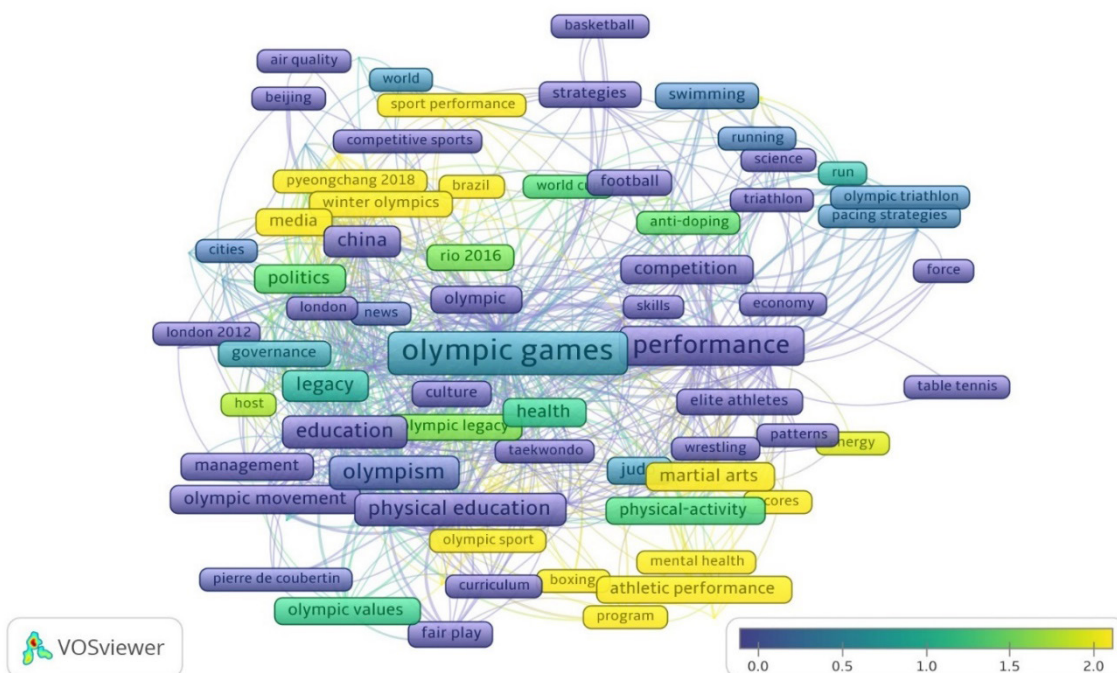 basketball
air quality
world
beijing
sport performance
strategies
swimming
competitive sports
running
science
pyeongchang 2018
brazil
world cu
football
run
winter olympics
triathlon
olympic triathlon
pacing strategies
media
anti-doping
china
cities
rio 2016
politics
competition
force
london
news
olympic
skills
economy
london 2012
governance
olympic games
performance
legacy
culture
elite athletes
table tennis
host
health
education
olympic legacy
taekwondo
wrestling
patterns
nergy
management
olympism
jud
martial arts
olympic movement
physical education
physical-activity
cores
olympic sport
mental health
pierre de coubertin
curriculum
boxing
athletic performance
olympic values
program
fair play
VOSviewer
0.0 0.5 1.0 1.5 2.0